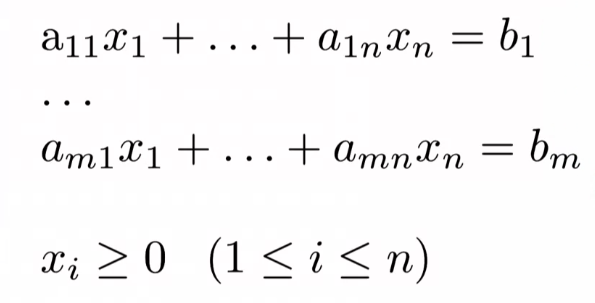 a₁₁x₁ + … + a₁ₙxₙ = b₁
…
aₘ₁x₁ + … + aₘₙxₙ = bₘ
xᵢ ≥ 0 (1 ≤ i ≤ n)